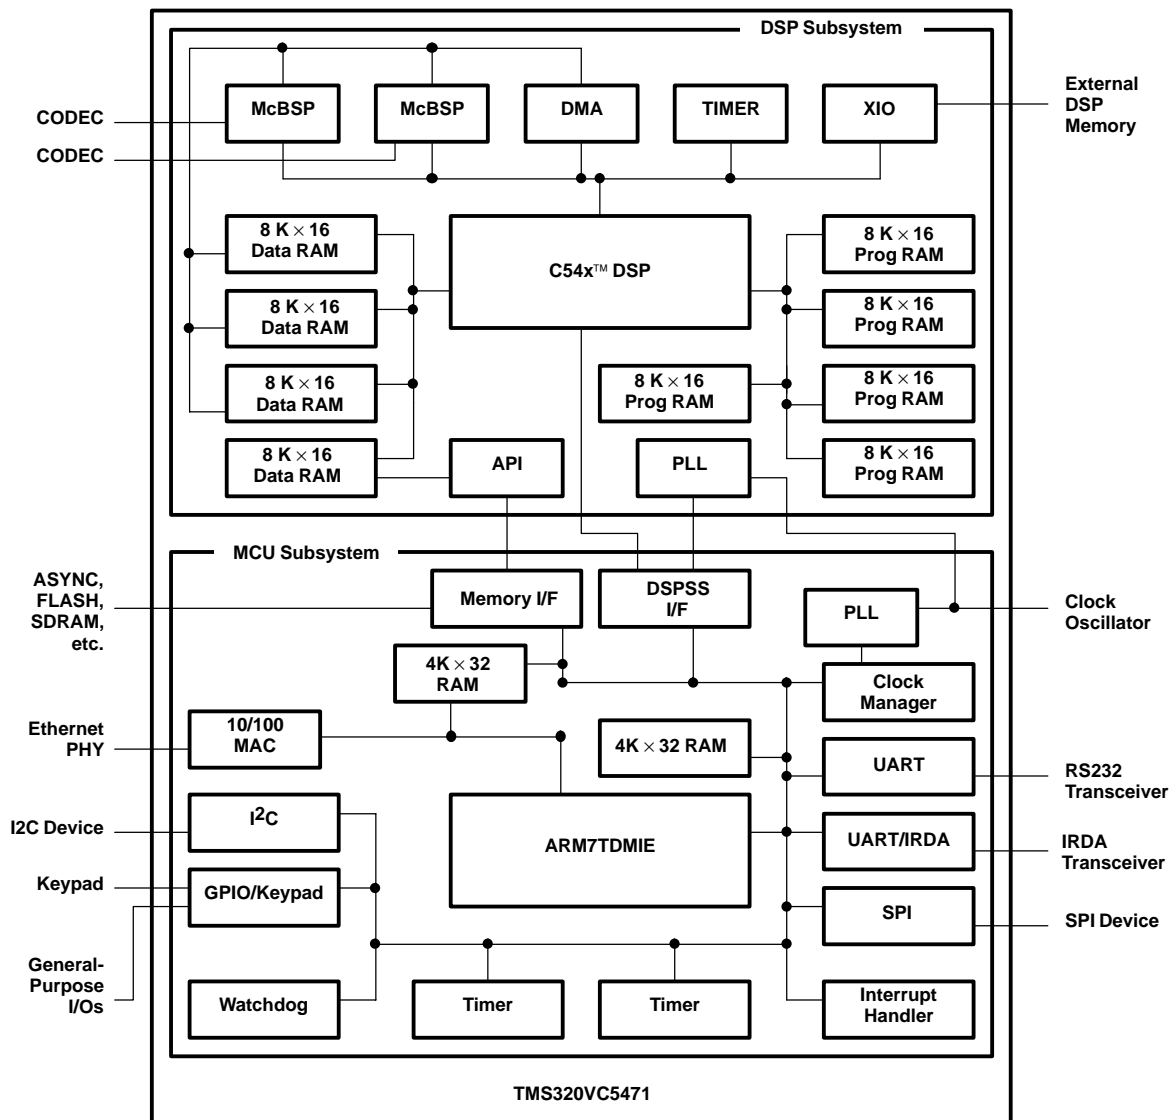 DSP Subsystem
McBSP
McBSP
DMA
TIMER
XIO
External
DSP
Memory
CODEC
CODEC
8 K × 16
Data RAM
8 K × 16
Data RAM
8 K × 16
Data RAM
8 K × 16
Data RAM
C54x™ DSP
8 K × 16
Prog RAM
8 K × 16
Prog RAM
8 K × 16
Prog RAM
8 K × 16
Prog RAM
8 K × 16
Prog RAM
API
PLL
MCU Subsystem
ASYNC,
FLASH,
SDRAM,
etc.
Memory I/F
DSPSS
I/F
PLL
Clock
Oscillator
4K × 32
RAM
Clock
Manager
Ethernet
PHY
10/100
MAC
4K × 32 RAM
UART
RS232
Transceiver
I2C Device
I²C
ARM7TDMIE
UART/IRDA
IRDA
Transceiver
Keypad
GPIO/Keypad
SPI
SPI Device
General-
Purpose
I/Os
Watchdog
Timer
Timer
Interrupt
Handler
TMS320VC5471